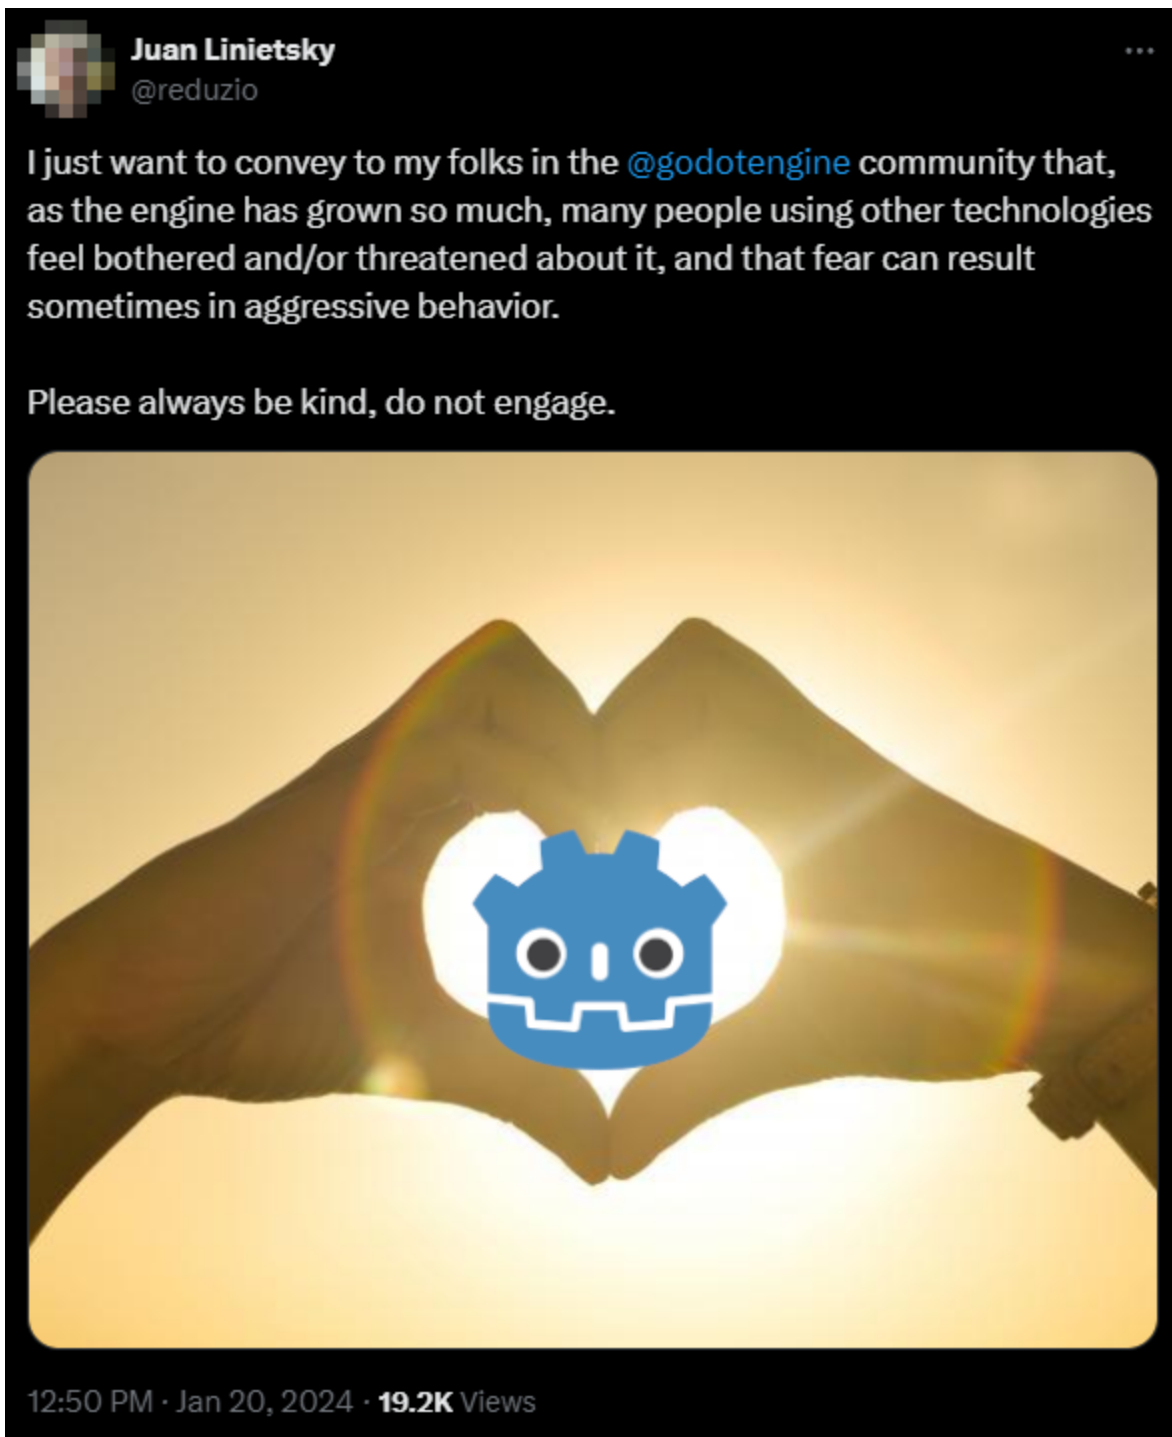 Juan Linietsky
@reduzio
I just want to convey to my folks in the @godotengine community that,
as the engine has grown so much, many people using other technologies
feel bothered and/or threatened about it, and that fear can result
sometimes in aggressive behavior.
Please always be kind, do not engage.
12:50 PM · Jan 20, 2024 · 19.2K Views